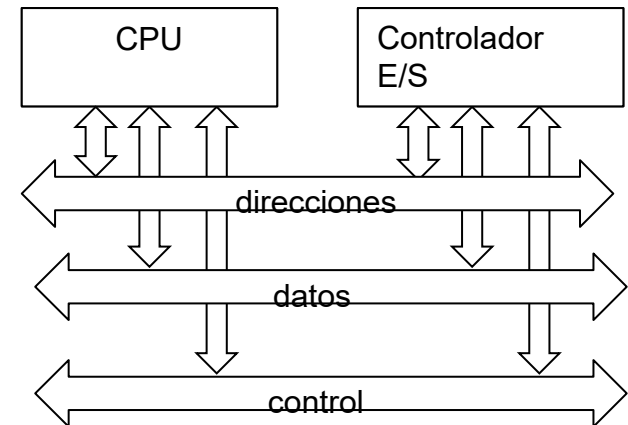 CPU
Controlador
E/S
direcciones
datos
control